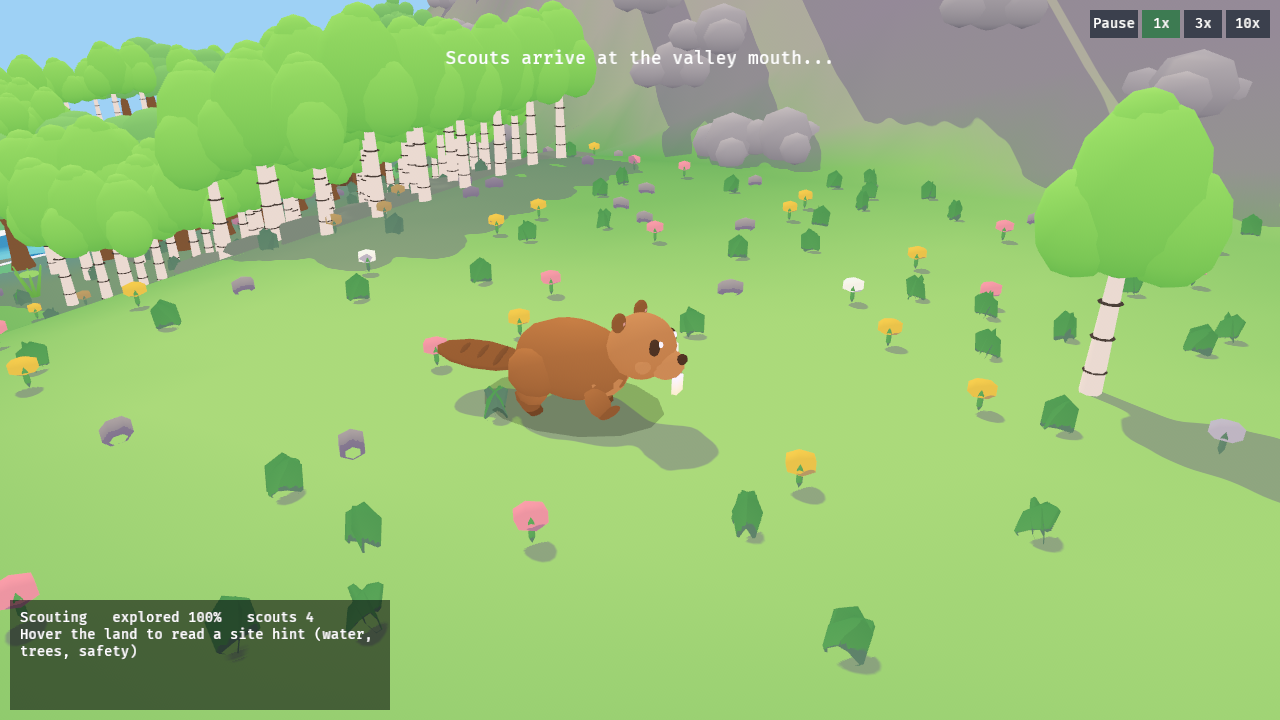 Pause 1x 3x 10x
Scouts arrive at the valley mouth...
Scouting explored 100% scouts 4
Hover the land to read a site hint (water,
trees, safety)